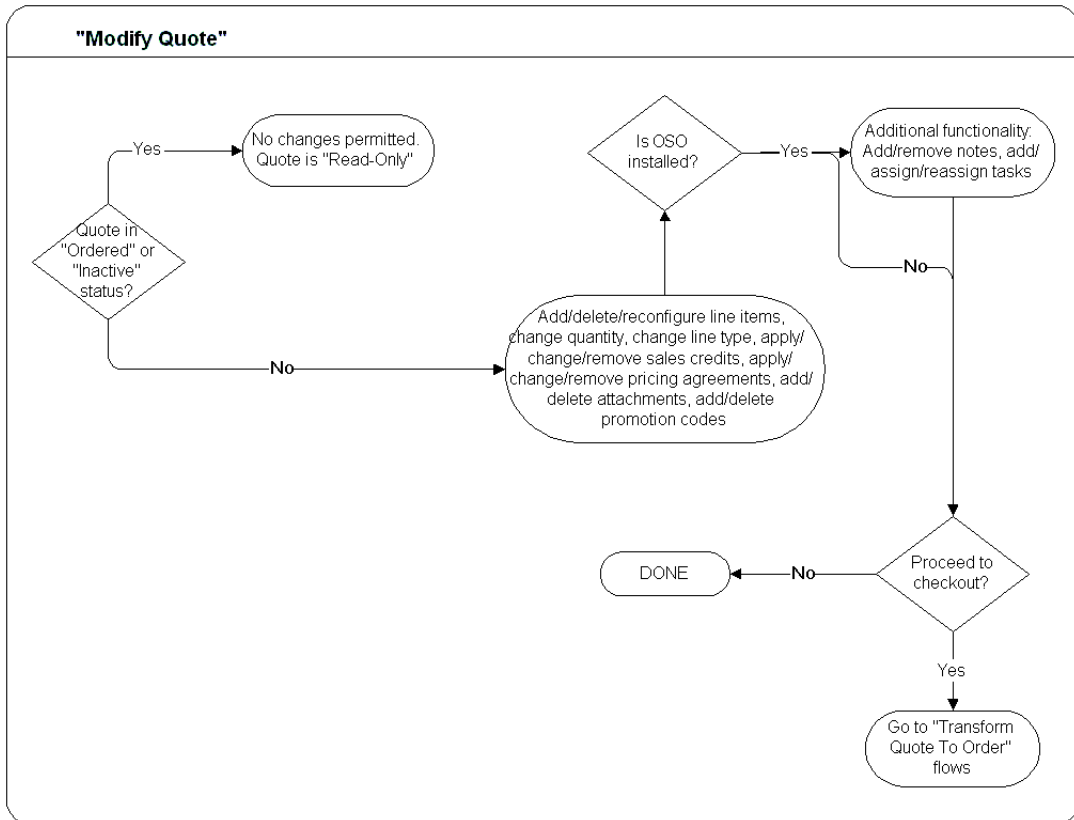 "Modify Quote"
Yes
No changes permitted.
Quote is "Read-Only"
Quote in
"Ordered" or
"Inactive"
status?
No
Add/delete/reconfigure line items,
change quantity, change line type, apply/
change/remove sales credits, apply/
change/remove pricing agreements, add/
delete attachments, add/delete
promotion codes
Is OSO
installed?
Yes
Additional functionality:
Add/remove notes, add/
assign/reassign tasks
No
Proceed to
checkout?
No
DONE
Yes
Go to "Transform
Quote To Order"
flows